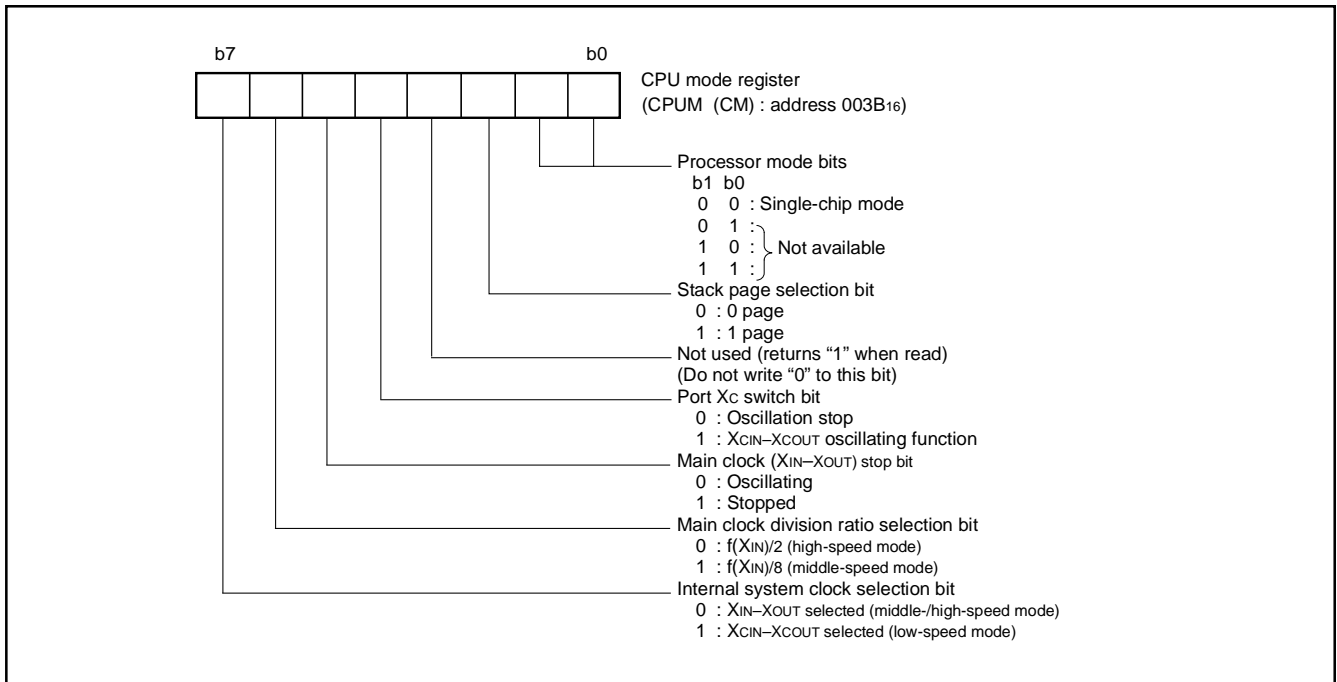 b7 b0
CPU mode register
(CPUM (CM) : address 003B16)
Processor mode bits
b1 b0
0 0 : Single-chip mode
0 1 :
1 0 : Not available
1 1 :
Stack page selection bit
0 : 0 page
1 : 1 page
Not used (returns “1” when read)
(Do not write “0” to this bit)
Port XC switch bit
0 : Oscillation stop
1 : XCIN–XCOUT oscillating function
Main clock (XIN–XOUT) stop bit
0 : Oscillating
1 : Stopped
Main clock division ratio selection bit
0 : f(XIN)/2 (high-speed mode)
1 : f(XIN)/8 (middle-speed mode)
Internal system clock selection bit
0 : XIN–XOUT selected (middle-/high-speed mode)
1 : XCIN–XCOUT selected (low-speed mode)